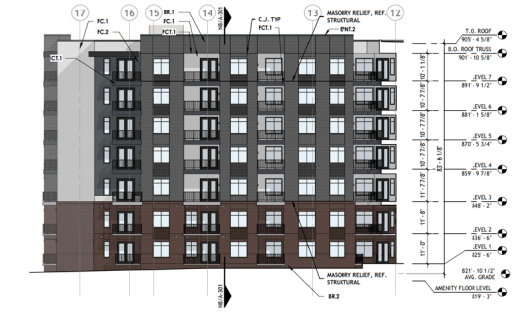 17 16 15 14 13 12
FC.1
FC.2
CT.1
BR.1
FC.1
FCT.1
N8/A-301
C.J. TYP
FCT.1
MASONRY RELIEF, REF.
STRUCTURAL
PNT.2
T.O. ROOF
905' - 4 5/8"
B.O. ROOF TRUSS
901' - 10 5/8"
LEVEL 7
891' - 9 1/2"
LEVEL 6
881' - 1 5/8"
LEVEL 5
870' - 5 3/4"
LEVEL 4
859' - 9 7/8"
LEVEL 3
848' - 2"
LEVEL 2
836' - 6"
LEVEL 1
825' - 6"
821' - 10 1/2"
AVG. GRADE
AMENITY FLOOR LEVEL
819' - 3"
10' - 1 1/8"
10' - 7 7/8"
10' - 7 7/8"
10' - 7 7/8"
11' - 7 7/8"
11' - 8"
11' - 0"
83' - 6 1/8"
MASONRY RELIEF, REF.
STRUCTURAL
BR.2
N8/A-301